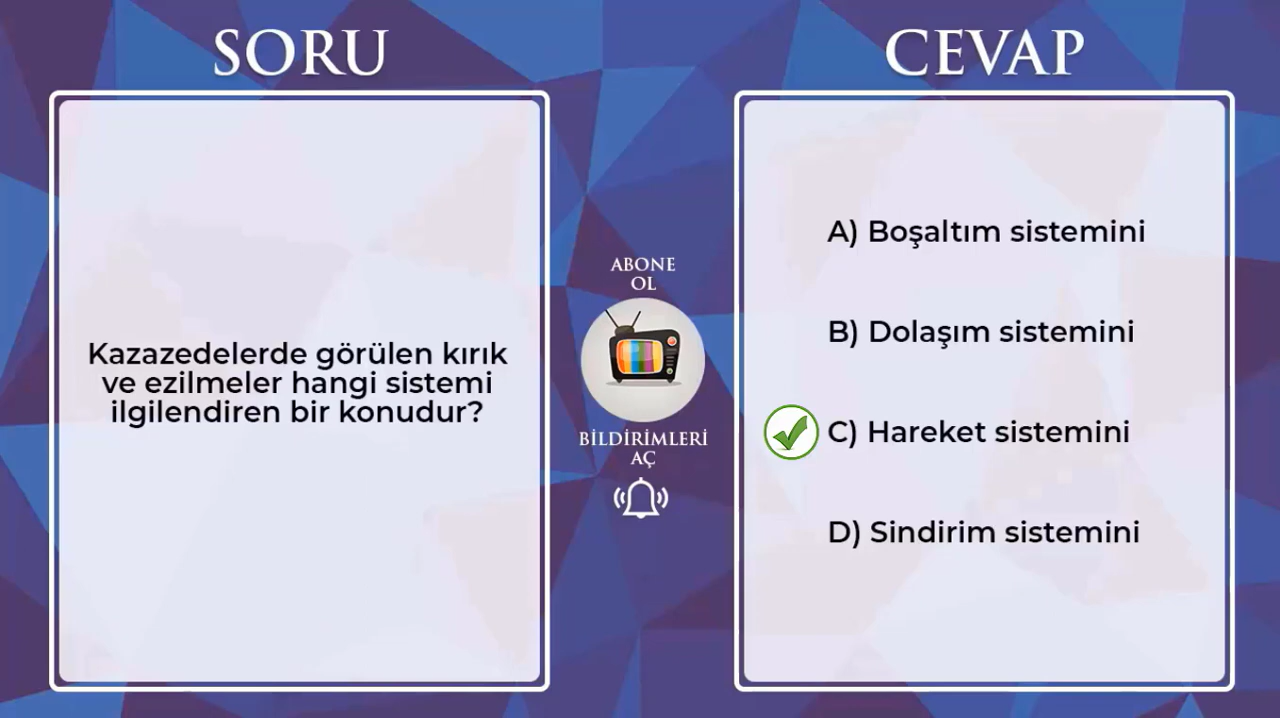 SORU
Kazazedelerde görülen kırık
ve ezilmeler hangi sistemi
ilgilendiren bir konudur?
ABONE
OL
BİLDİRİMLERİ
AÇ
CEVAP
A) Boşaltım sistemini
B) Dolaşım sistemini
C) Hareket sistemini
D) Sindirim sistemini